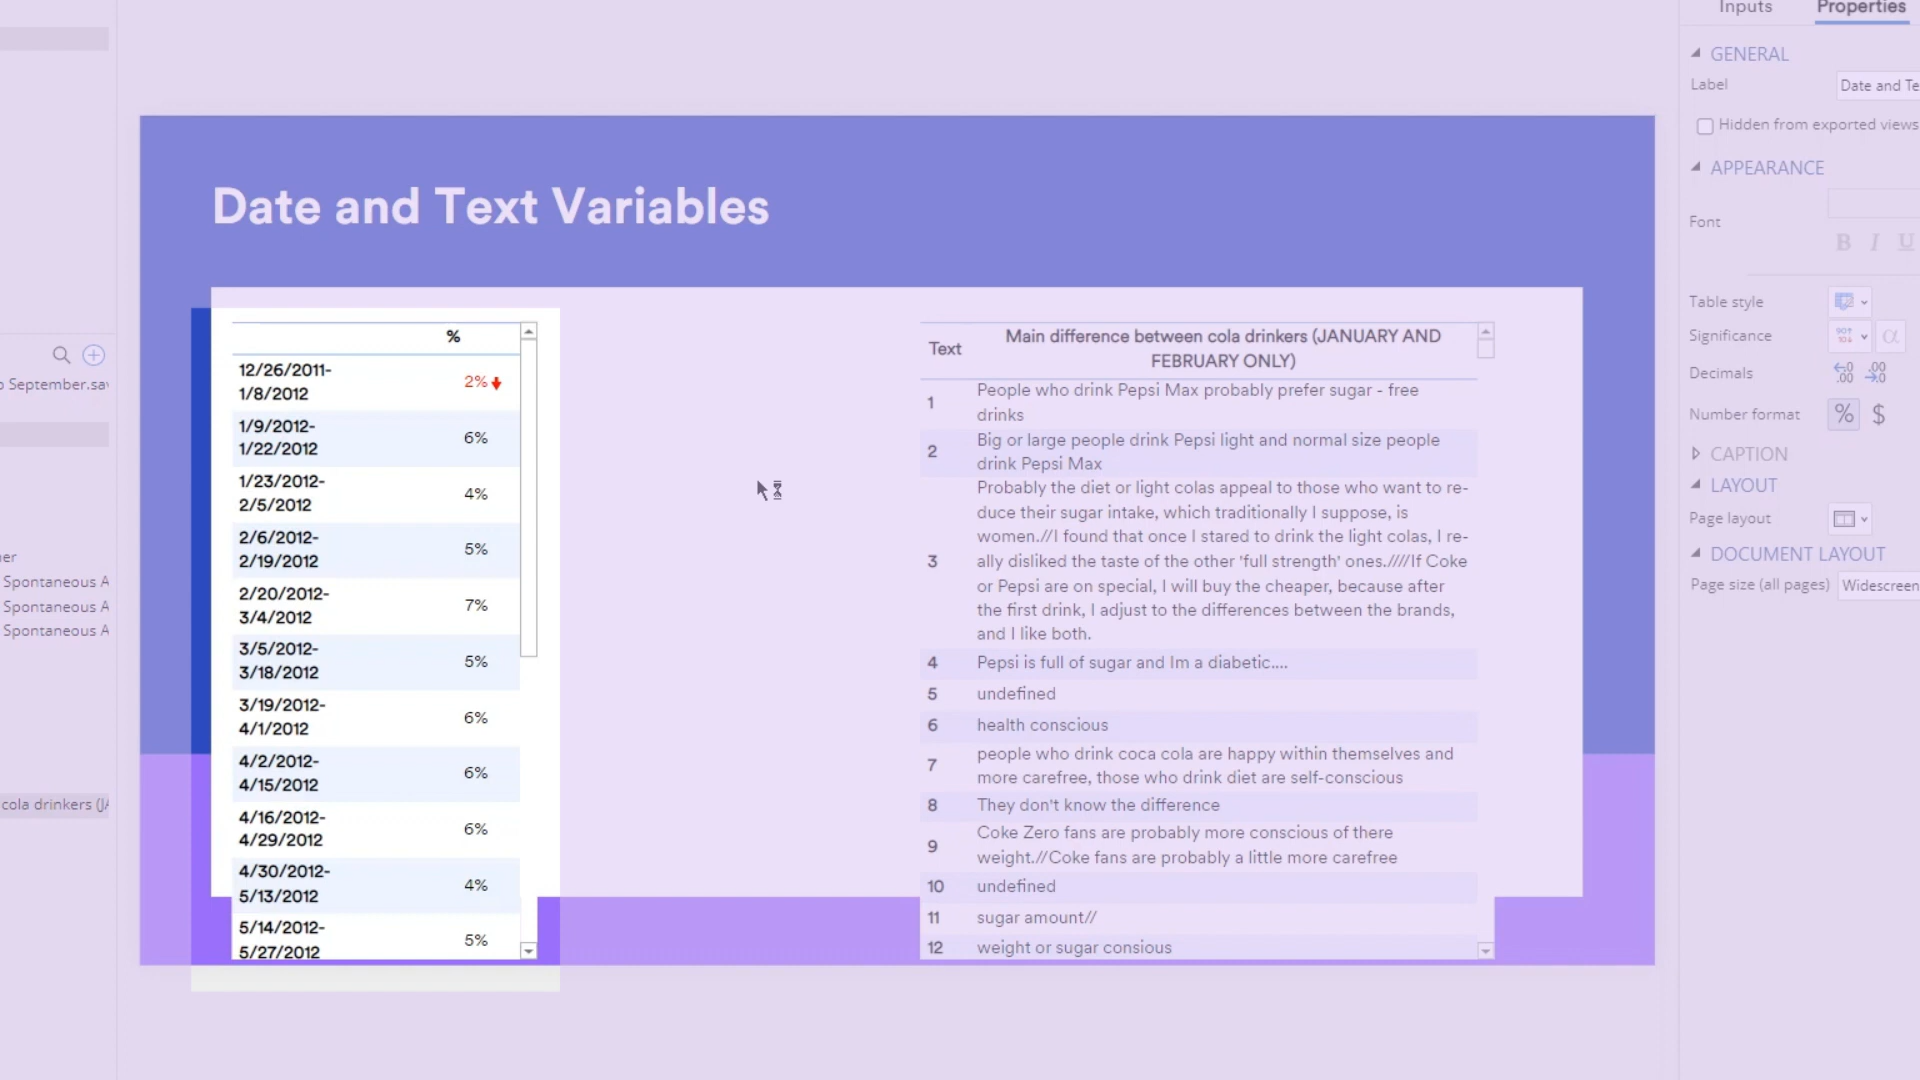 Inputs
Properties
GENERAL
Label
Date and Te
Hidden from exported views
APPEARANCE
Font
B I U
Table style
Significance
α
Decimals
.00
.00
Number format
% $
CAPTION
LAYOUT
Page layout
DOCUMENT LAYOUT
Page size (all pages)
Widescreen
September.sav
Spontaneous A
Spontaneous A
Spontaneous A
cola drinkers (JA
Date and Text Variables
%
12/26/2011-
1/8/2012
2%
1/9/2012-
1/22/2012
6%
1/23/2012-
2/5/2012
4%
2/6/2012-
2/19/2012
5%
2/20/2012-
3/4/2012
7%
3/5/2012-
3/18/2012
5%
3/19/2012-
4/1/2012
6%
4/2/2012-
4/15/2012
6%
4/16/2012-
4/29/2012
6%
4/30/2012-
5/13/2012
4%
5/14/2012-
5/27/2012
5%
Text
Main difference between cola drinkers (JANUARY AND
FEBRUARY ONLY)
1
People who drink Pepsi Max probably prefer sugar - free
drinks
2
Big or large people drink Pepsi light and normal size people
drink Pepsi Max
3
Probably the diet or light colas appeal to those who want to re-
duce their sugar intake, which traditionally I suppose, is
women.//I found that once I stared to drink the light colas, I re-
ally disliked the taste of the other 'full strength' ones.////If Coke
or Pepsi are on special, I will buy the cheaper, because after
the first drink, I adjust to the differences between the brands,
and I like both.
4 Pepsi is full of sugar and Im a diabetic....
5 undefined
6 health conscious
7
people who drink coca cola are happy within themselves and
more carefree, those who drink diet are self-conscious
8 They don't know the difference
9
Coke Zero fans are probably more conscious of there
weight.//Coke fans are probably a little more carefree
10 undefined
11 sugar amount//
12 weight or sugar consious